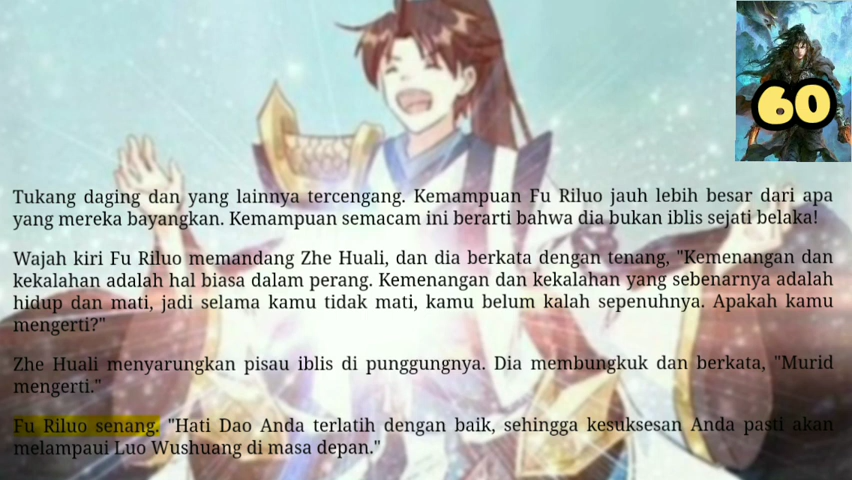 60
Tukang daging dan yang lainnya tercengang. Kemampuan Fu Riluo jauh lebih besar dari apa
yang mereka bayangkan. Kemampuan semacam ini berarti bahwa dia bukan iblis sejati belaka!
Wajah kiri Fu Riluo memandang Zhe Huali, dan dia berkata dengan tenang, "Kemenangan dan
kekalahan adalah hal biasa dalam perang. Kemenangan dan kekalahan yang sebenarnya adalah
hidup dan mati, jadi selama kamu tidak mati, kamu belum kalah sepenuhnya. Apakah kamu
mengerti?"
Zhe Huali menyarungkan pisau iblis di punggungnya. Dia membungkuk dan berkata, "Murid
mengerti."
Fu Riluo senang. "Hati Dao Anda terlatih dengan baik, sehingga kesuksesan Anda pasti akan
melampaui Luo Wushuang di masa depan."